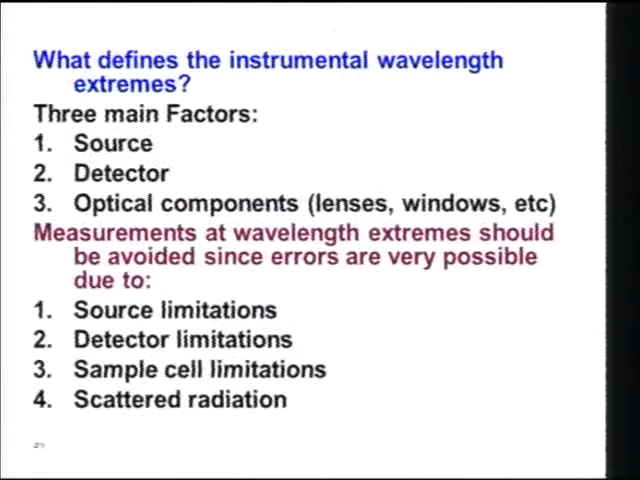 What defines the instrumental wavelength
extremes?
Three main Factors:
1. Source
2. Detector
3. Optical components (lenses, windows, etc)
Measurements at wavelength extremes should
be avoided since errors are very possible
due to:
1. Source limitations
2. Detector limitations
3. Sample cell limitations
4. Scattered radiation